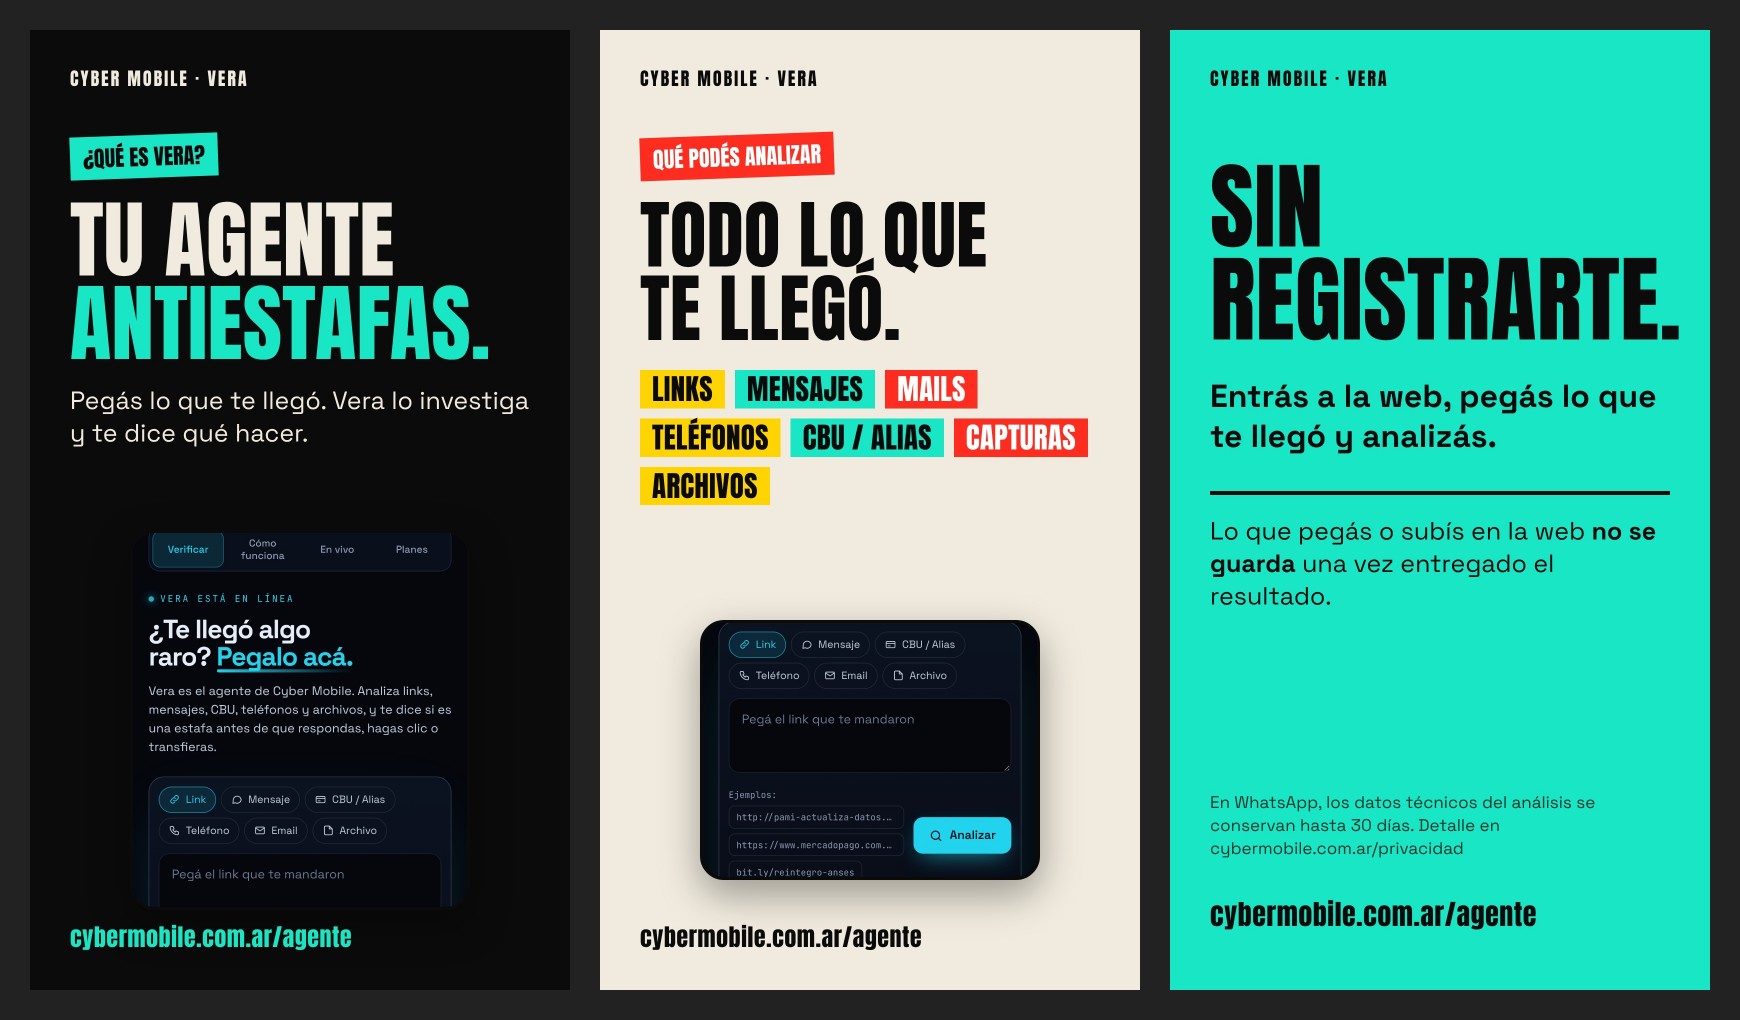 CYBER MOBILE · VERA
¿QUÉ ES VERA?
TU AGENTE
ANTIESTAFAS.
Pegás lo que te llegó. Vera lo investiga
y te dice qué hacer.
Verificar
Cómo
funciona
En vivo
Planes
VERA ESTÁ EN LÍNEA
¿Te llegó algo
raro? Pegalo acá.
Vera es el agente de Cyber Mobile. Analiza links,
mensajes, CBU, teléfonos y archivos, y te dice si es
una estafa antes de que respondas, hagas clic o
transfieras.
Link Mensaje CBU / Alias
Teléfono Email Archivo
Pegá el link que te mandaron
cybermobile.com.ar/agente
CYBER MOBILE · VERA
QUÉ PODÉS ANALIZAR
TODO LO QUE
TE LLEGÓ.
LINKS MENSAJES MAILS
TELÉFONOS CBU / ALIAS CAPTURAS
ARCHIVOS
Link Mensaje CBU / Alias
Teléfono Email Archivo
Pegá el link que te mandaron
Ejemplos:
http://pami-actualiza-datos...
https://www.mercadopago.com...
bit.ly/reintegro-anses
Analizar
cybermobile.com.ar/agente
CYBER MOBILE · VERA
SIN
REGISTRARTE.
Entrás a la web, pegás lo que
te llegó y analizás.
Lo que pegás o subís en la web no se
guarda una vez entregado el
resultado.
En WhatsApp, los datos técnicos del análisis se
conservan hasta 30 días. Detalle en
cybermobile.com.ar/privacidad
cybermobile.com.ar/agente